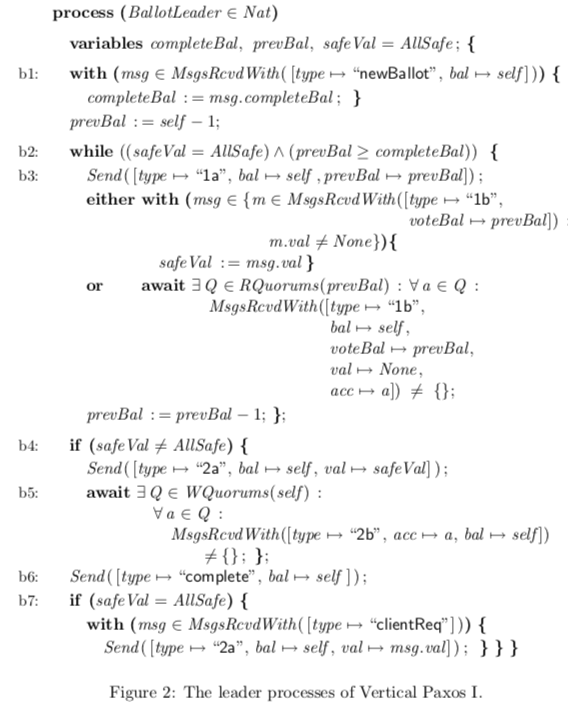 process (BallotLeader ∈ Nat)
variables completeBal, prevBal, safeVal = AllSafe; {
b1: with (msg ∈ MsgsRcvdWith([type ↦ “newBallot”, bal ↦ self])) {
completeBal := msg.completeBal; }
prevBal := self − 1;
b2: while ((safeVal = AllSafe) ∧ (prevBal ≥ completeBal)) {
b3: Send([type ↦ “1a”, bal ↦ self, prevBal ↦ prevBal]);
either with (msg ∈ {m ∈ MsgsRcvdWith([type ↦ “1b”,
voteBal ↦ prevBal]) :
m.val ≠ None}){
safeVal := msg.val }
or await ∃ Q ∈ RQuorums(prevBal) : ∀ a ∈ Q :
MsgsRcvdWith([type ↦ “1b”,
bal ↦ self,
voteBal ↦ prevBal,
val ↦ None,
acc ↦ a]) ≠ {};
prevBal := prevBal − 1; };
b4: if (safeVal ≠ AllSafe) {
Send([type ↦ “2a”, bal ↦ self, val ↦ safeVal]);
b5: await ∃ Q ∈ WQuorums(self) :
∀ a ∈ Q :
MsgsRcvdWith([type ↦ “2b”, acc ↦ a, bal ↦ self])
≠ {}; };
b6: Send([type ↦ “complete”, bal ↦ self]);
b7: if (safeVal = AllSafe) {
with (msg ∈ MsgsRcvdWith([type ↦ “clientReq”])) {
Send([type ↦ “2a”, bal ↦ self, val ↦ msg.val]); } } }
Figure 2: The leader processes of Vertical Paxos I.